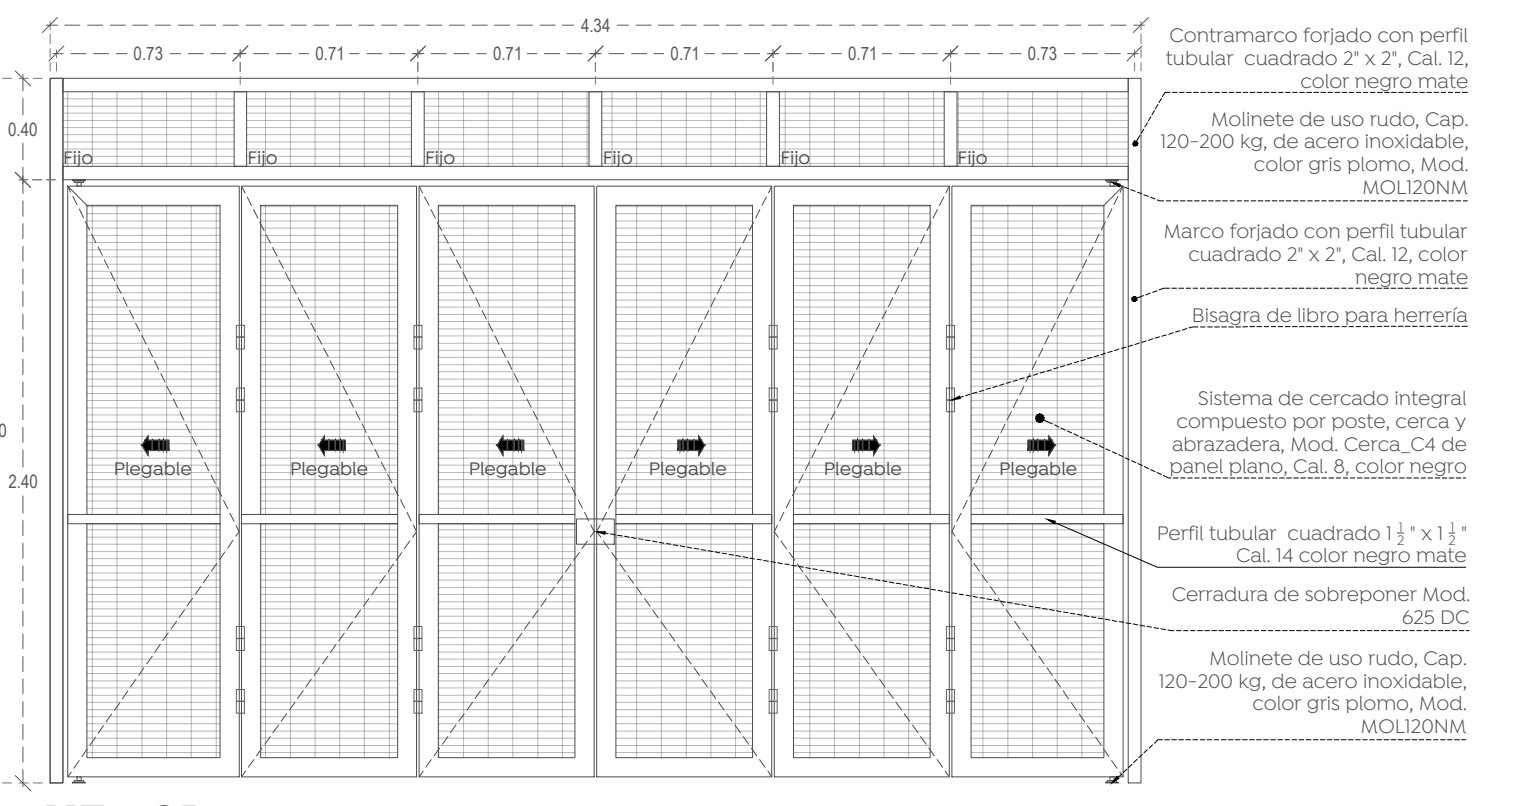 4.34
0.73 0.71 0.71 0.71 0.71 0.73
0.40
Fijo Fijo Fijo Fijo Fijo Fijo
0
2.40
Plegable Plegable Plegable Plegable Plegable Plegable
Contramarco forjado con perfil
tubular cuadrado 2" x 2", Cal. 12,
color negro mate
Molinete de uso rudo, Cap.
120-200 kg, de acero inoxidable,
color gris plomo, Mod.
MOL120NM
Marco forjado con perfil tubular
cuadrado 2" x 2", Cal. 12, color
negro mate
Bisagra de libro para herrería
Sistema de cercado integral
compuesto por poste, cerca y
abrazadera, Mod. Cerca_C4 de
panel plano, Cal. 8, color negro
Perfil tubular cuadrado 1 1/2 " x 1 1/2 "
Cal. 14 color negro mate
Cerradura de sobreponer Mod.
625 DC
Molinete de uso rudo, Cap.
120-200 kg, de acero inoxidable,
color gris plomo, Mod.
MOL120NM